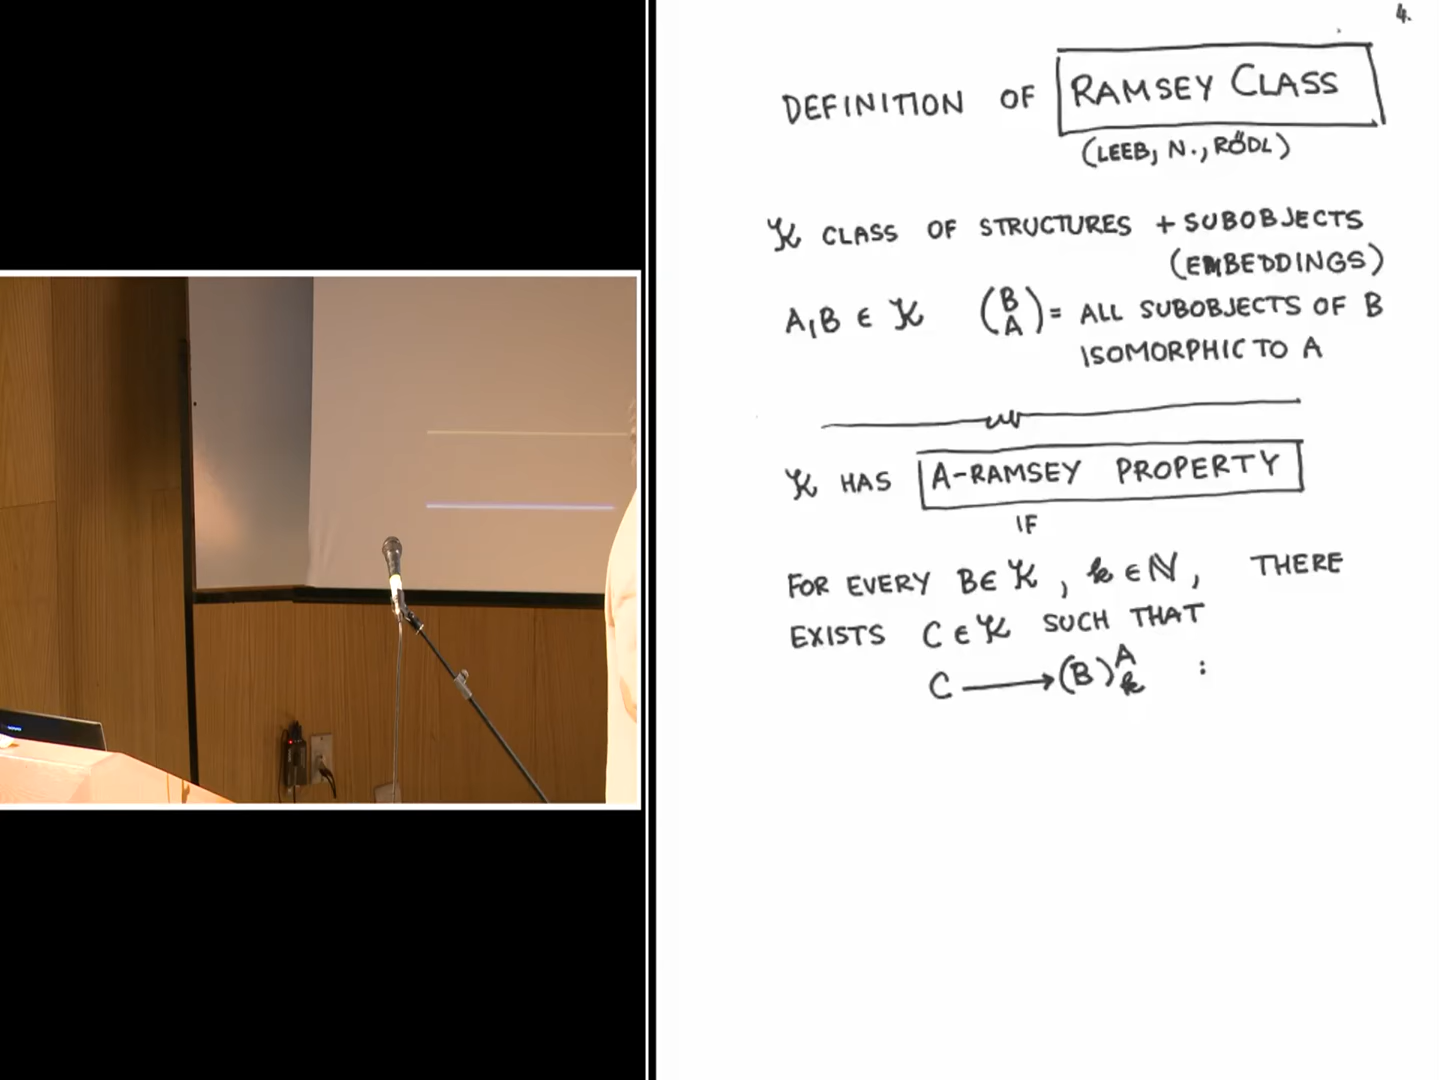 4.
DEFINITION OF RAMSEY CLASS
(LEEB, N., RŐDL)
𝒦 CLASS OF STRUCTURES + SUBOBJECTS
(EMBEDDINGS)
A, B ∈ 𝒦 (B A) = ALL SUBOBJECTS OF B
ISOMORPHIC TO A
𝒦 HAS A-RAMSEY PROPERTY
IF
FOR EVERY B ∈ 𝒦, k ∈ ℕ, THERE
EXISTS C ∈ 𝒦 SUCH THAT
C ⟶ (B)^A_k :